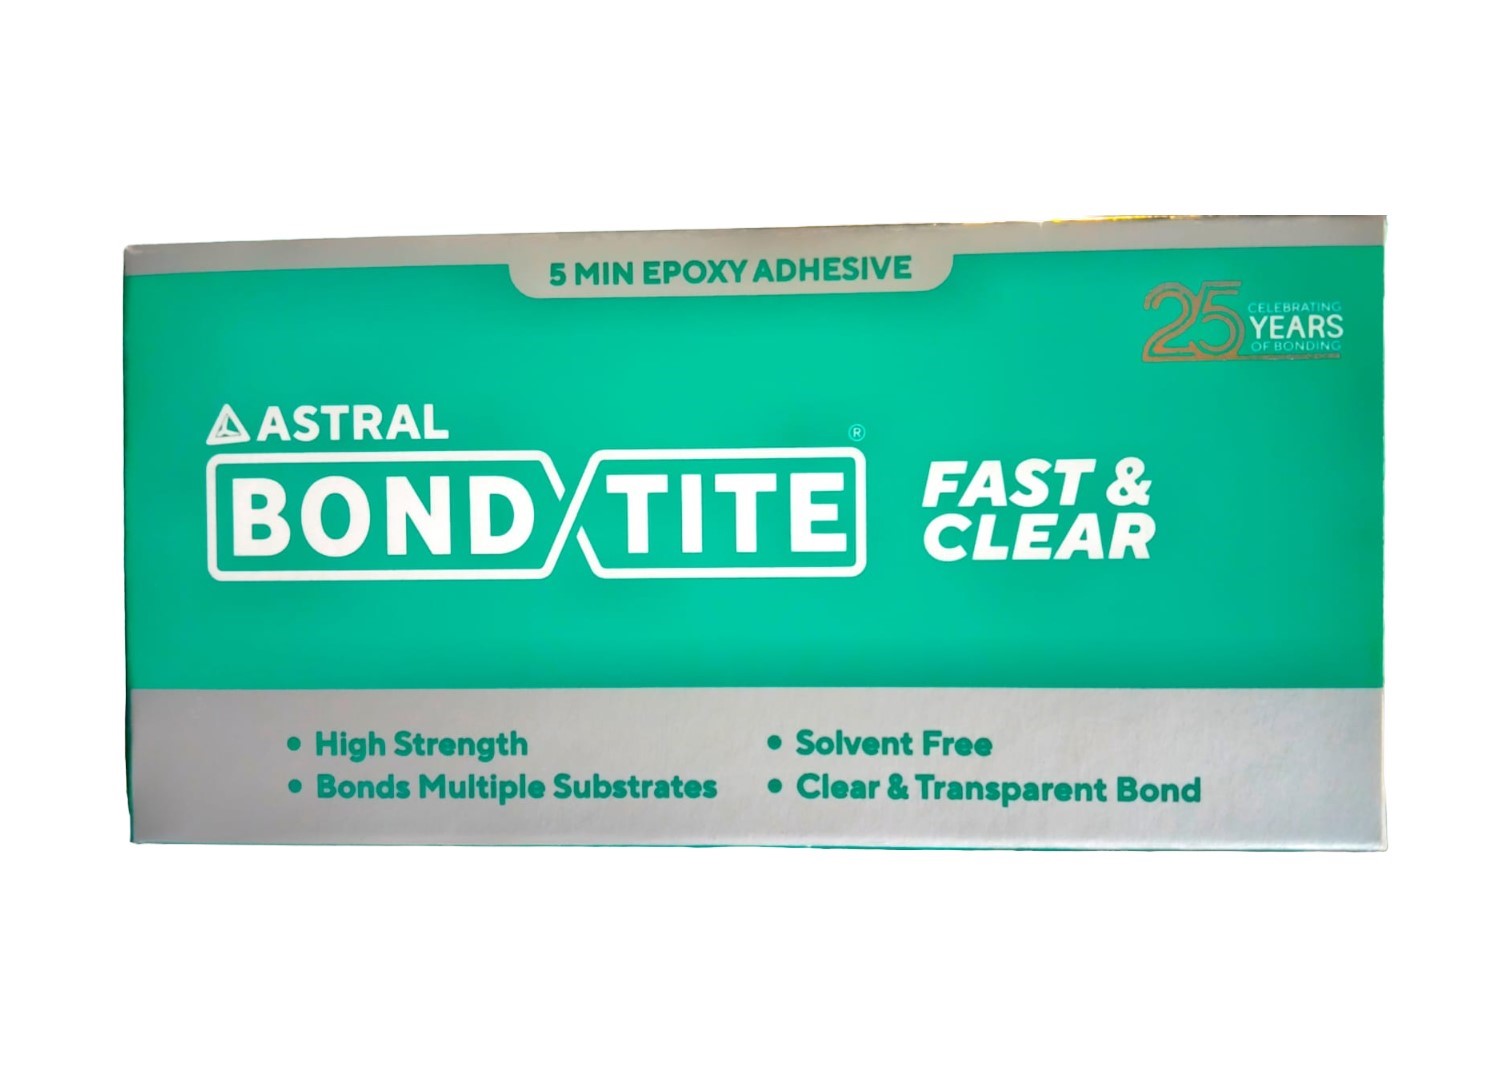 5 MIN EPOXY ADHESIVE
25
CELEBRATING
YEARS
OF BONDING
ASTRAL
BOND TITE ®
FAST &
CLEAR
• High Strength
• Bonds Multiple Substrates
• Solvent Free
• Clear & Transparent Bond